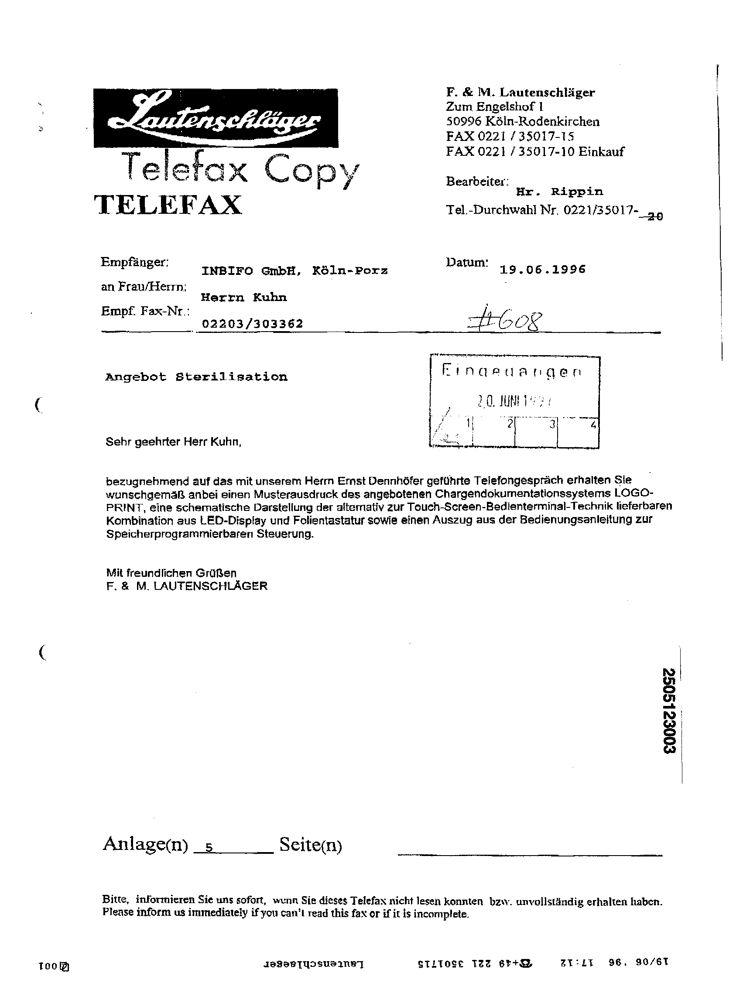 Lautenschläger
Telefax Copy
TELEFAX
F. & M. Lautenschläger
Zum Engelshof 1
50996 Köln-Rodenkirchen
FAX 0221 / 35017-15
FAX 0221 / 35017-10 Einkauf
Bearbeiter: Hr. Rippin
Tel.-Durchwahl Nr. 0221/35017- 20
Empfänger: INBIFO GmbH, Köln-Porz
an Frau/Herrn: Herrn Kuhn
Empf. Fax-Nr.: 02203/303362
Datum: 19.06.1996
#608
Angebot Sterilisation
Eingegangen
20. JUNI
1 2 3 4
Sehr geehrter Herr Kuhn,
bezugnehmend auf das mit unserem Herrn Ernst Dennhöfer geführte Telefongespräch erhalten Sie
wunschgemäß anbei einen Musterausdruck des angebotenen Chargendokumentationssystems LOGO-
PRINT, eine schematische Darstellung der alternativ zur Touch-Screen-Bedienterminal-Technik lieferbaren
Kombination aus LED-Display und Folientastatur sowie einen Auszug aus der Bedienungsanleitung zur
Speicherprogrammierbaren Steuerung.
Mit freundlichen Grüßen
F. & M. LAUTENSCHLÄGER
2505123003
Anlage(n) 5 Seite(n)
Bitte, informieren Sie uns sofort, wenn Sie dieses Telefax nicht lesen konnten bzw. unvollständig erhalten haben.
Please inform us immediately if you can't read this fax or if it is incomplete.
19/06 '96 17:12 ☎+49 221 3501715 Lautenschlaeger 001